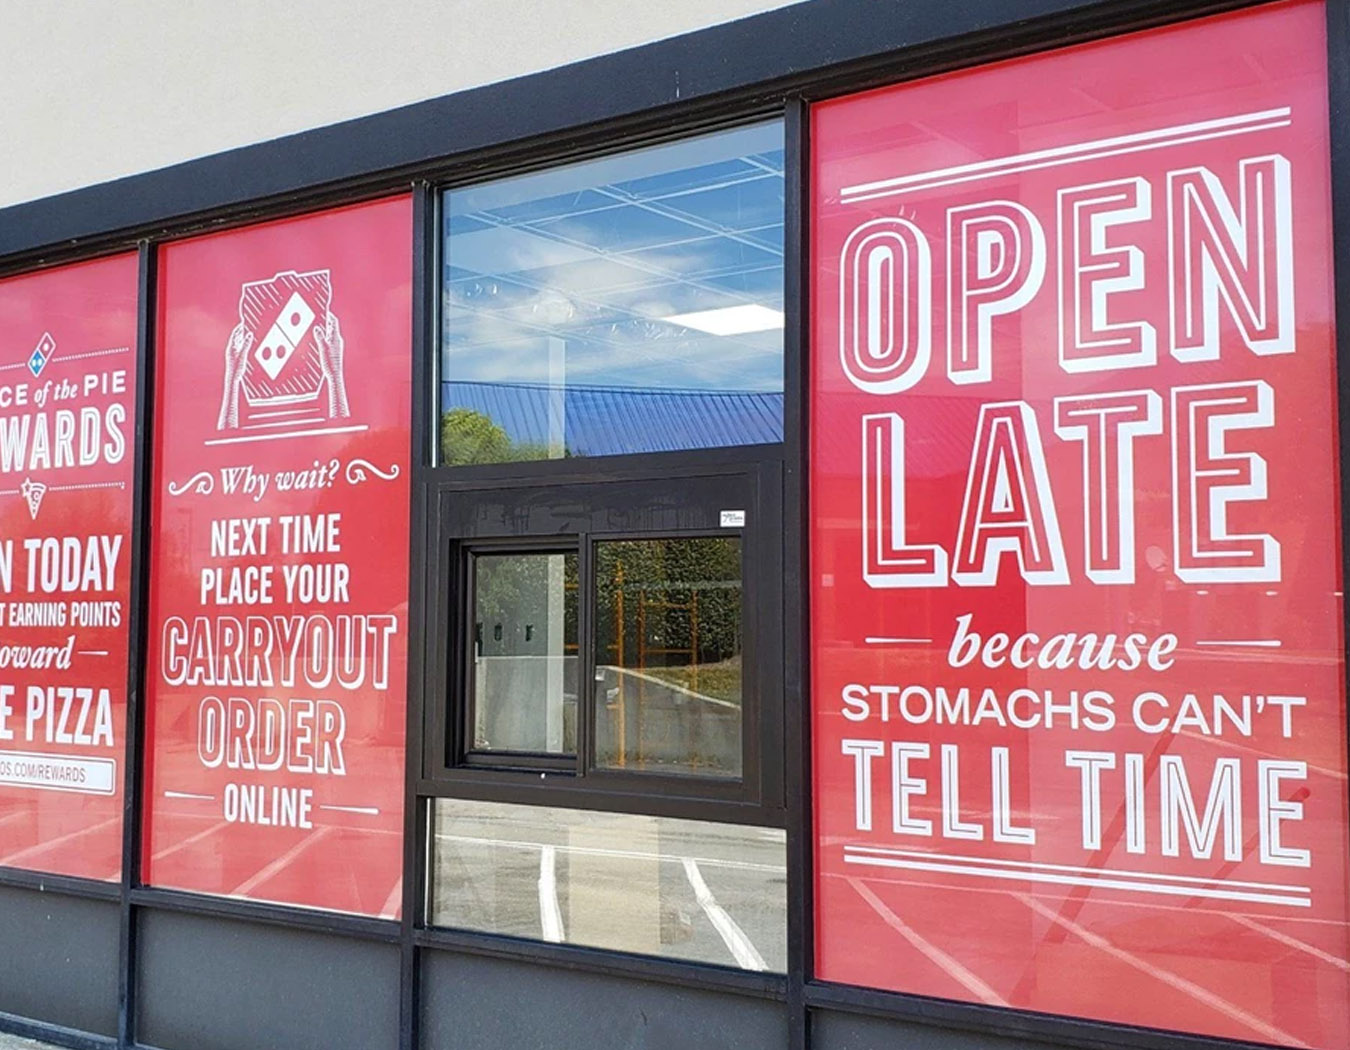 CE of the PIE
WARDS
N TODAY
T EARNING POINTS
oward
E PIZZA
OS.COM/REWARDS
Why wait?
NEXT TIME
PLACE YOUR
CARRYOUT
ORDER
ONLINE
OPEN
LATE
because
STOMACHS CAN'T
TELL TIME